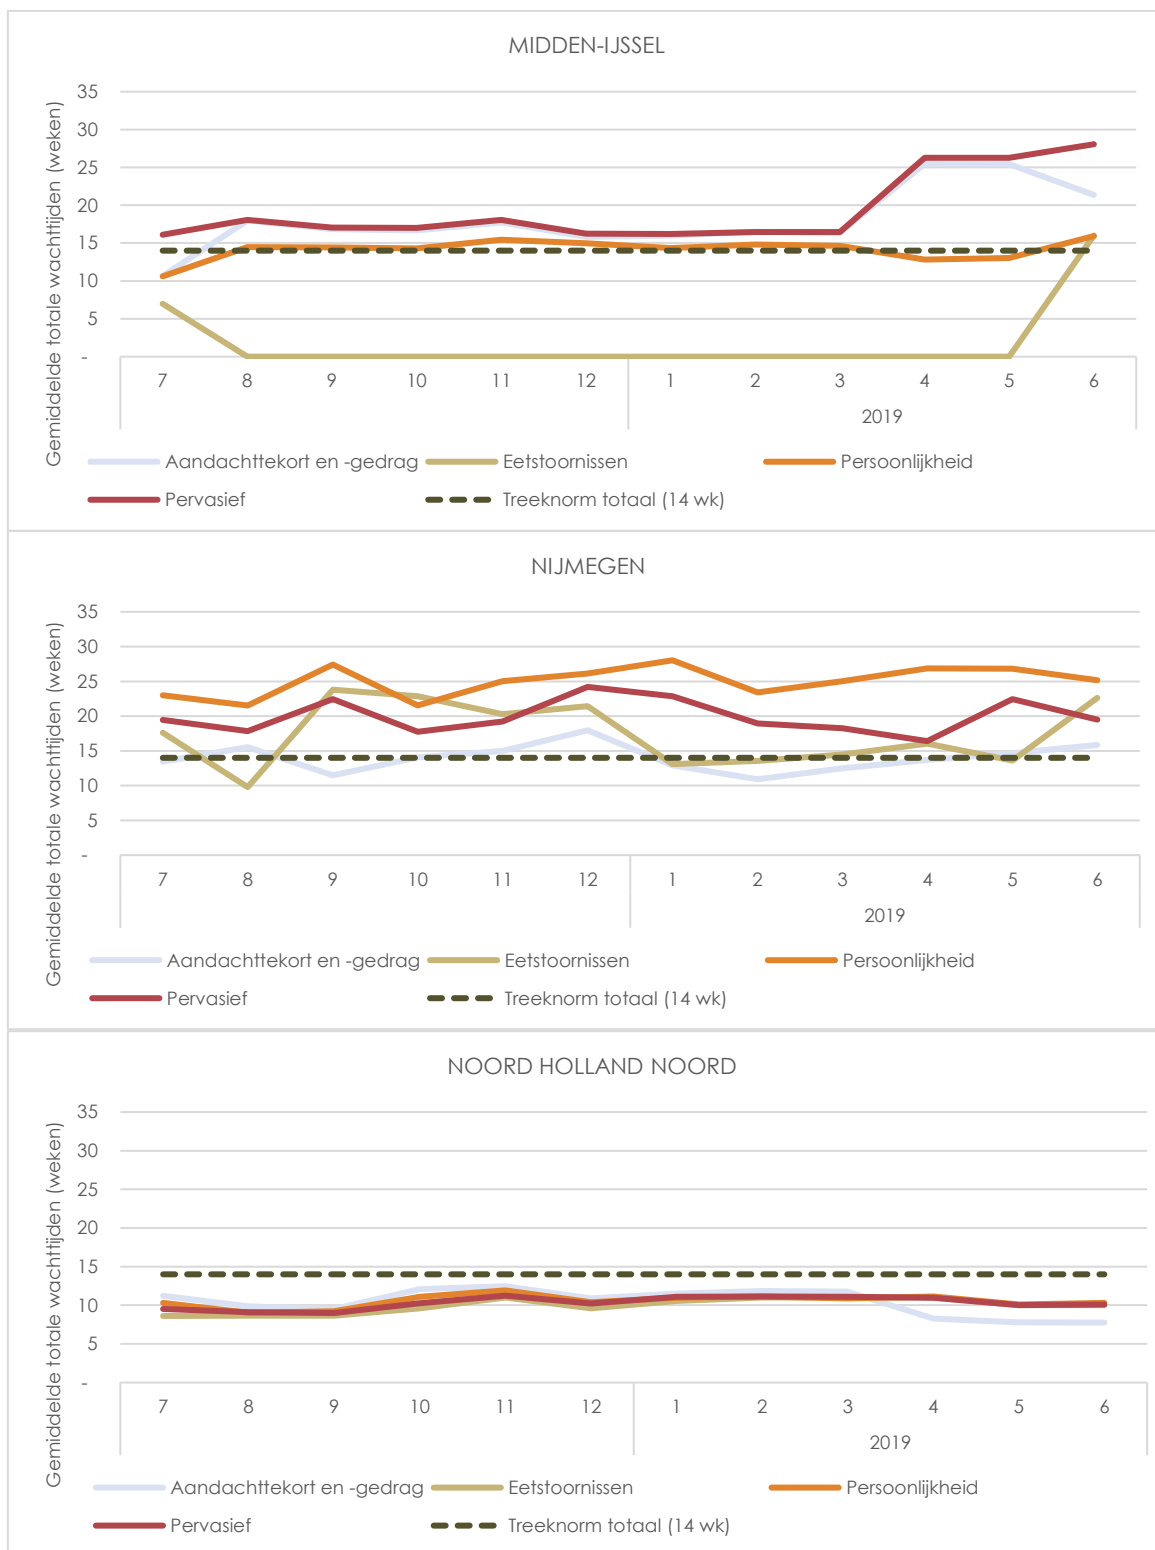 MIDDEN-IJSSEL
Gemiddelde totale wachttijden (weken)
35
30
25
20
15
10
5
-
7 8 9 10 11 12 1 2 3 4 5 6
2019
Aandachttekort en -gedrag Eetstoornissen Persoonlijkheid
Pervasief Treeknorm totaal (14 wk)
NIJMEGEN
Gemiddelde totale wachttijden (weken)
35
30
25
20
15
10
5
-
7 8 9 10 11 12 1 2 3 4 5 6
2019
Aandachttekort en -gedrag Eetstoornissen Persoonlijkheid
Pervasief Treeknorm totaal (14 wk)
NOORD HOLLAND NOORD
Gemiddelde totale wachttijden (weken)
35
30
25
20
15
10
5
-
7 8 9 10 11 12 1 2 3 4 5 6
2019
Aandachttekort en -gedrag Eetstoornissen Persoonlijkheid
Pervasief Treeknorm totaal (14 wk)